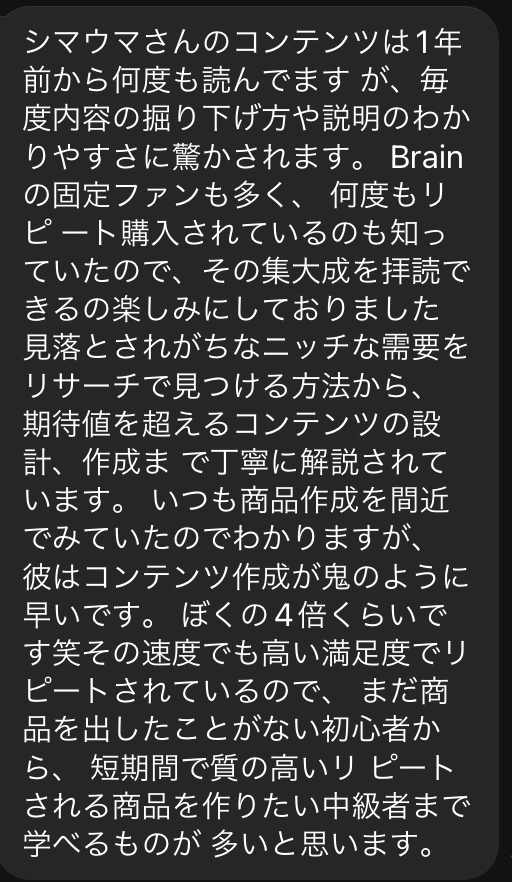 シマウマさんのコンテンツは1年
前から何度も読んでます が、毎
度内容の掘り下げ方や説明のわか
りやすさに驚かされます。 Brain
の固定ファンも多く、 何度もリ
ピ ート購入されているのも知っ
ていたので、その集大成を拝読で
きるの楽しみにしておりました
見落とされがちなニッチな需要を
リサーチで見つける方法から、
期待値を超えるコンテンツの設
計、作成ま で丁寧に解説されて
います。 いつも商品作成を間近
でみていたのでわかりますが、
彼はコンテンツ作成が鬼のように
早いです。 ぼくの4倍くらいで
す笑その速度でも高い満足度でリ
ピートされているので、 まだ商
品を出したことがない初心者か
ら、 短期間で質の高いリ ピート
される商品を作りたい中級者まで
学べるものが 多いと思います。